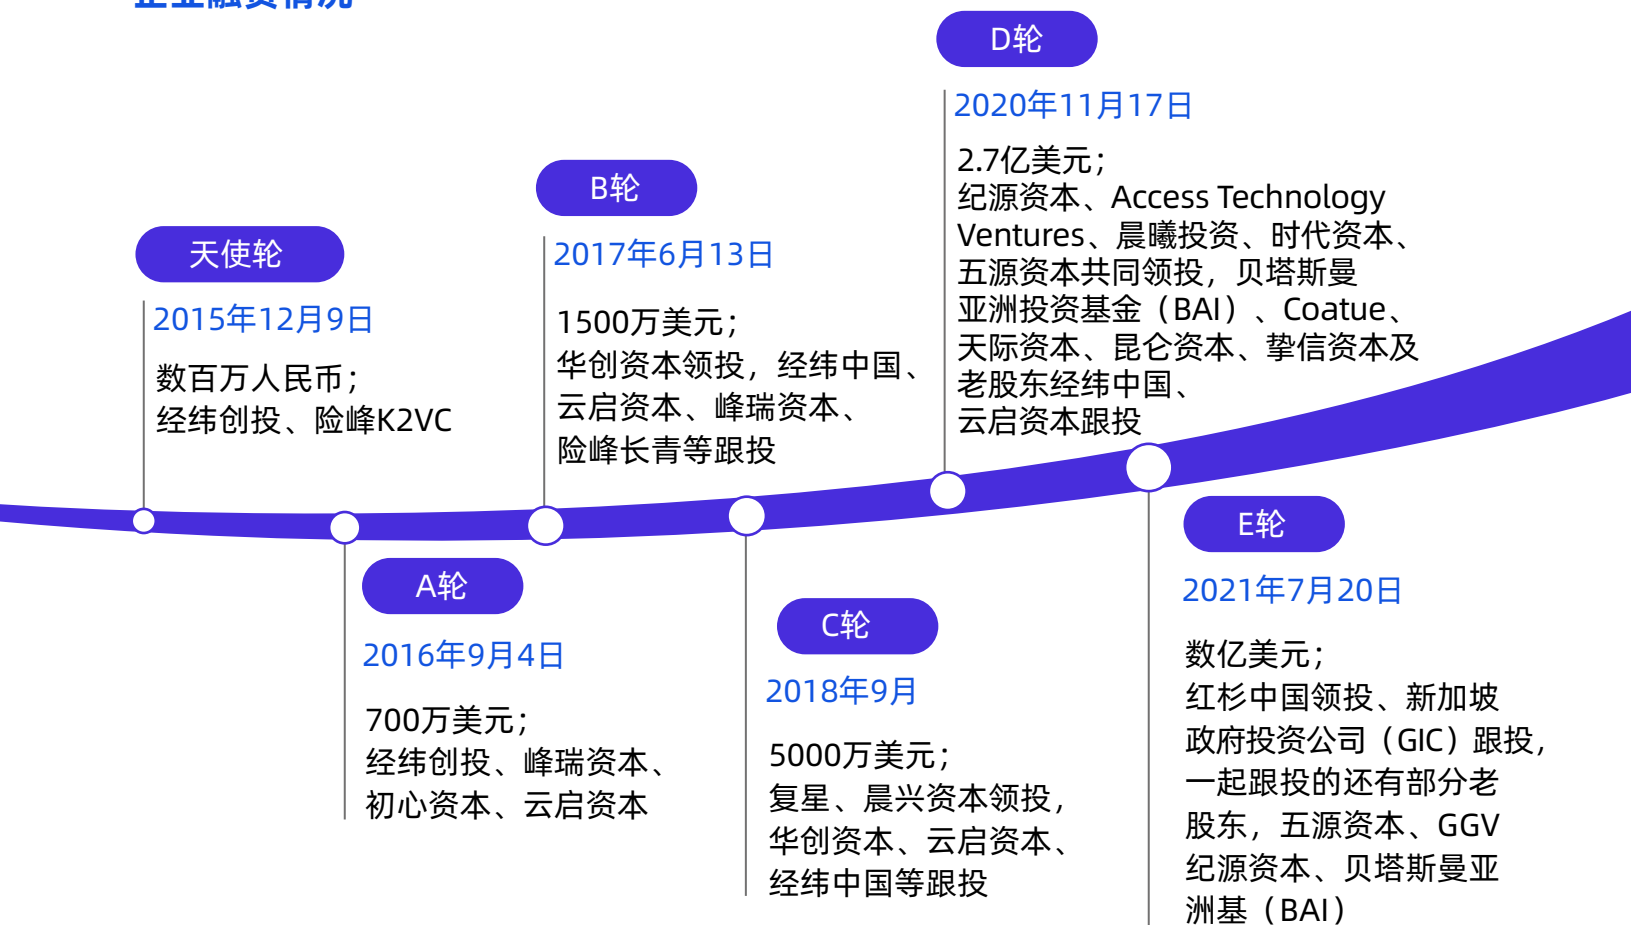 企业融资情况
天使轮
2015年12月9日
数百万人民币；
经纬创投、险峰K2VC
A轮
2016年9月4日
700万美元；
经纬创投、峰瑞资本、
初心资本、云启资本
B轮
2017年6月13日
1500万美元；
华创资本领投，经纬中国、
云启资本、峰瑞资本、
险峰长青等跟投
C轮
2018年9月
5000万美元；
复星、晨兴资本领投，
华创资本、云启资本、
经纬中国等跟投
D轮
2020年11月17日
2.7亿美元；
纪源资本、Access Technology
Ventures、晨曦投资、时代资本、
五源资本共同领投，贝塔斯曼
亚洲投资基金（BAI）、Coatue、
天际资本、昆仑资本、挚信资本及
老股东经纬中国、
云启资本跟投
E轮
2021年7月20日
数亿美元；
红杉中国领投、新加坡
政府投资公司（GIC）跟投，
一起跟投的还有部分老
股东，五源资本、GGV
纪源资本、贝塔斯曼亚
洲基（BAI）